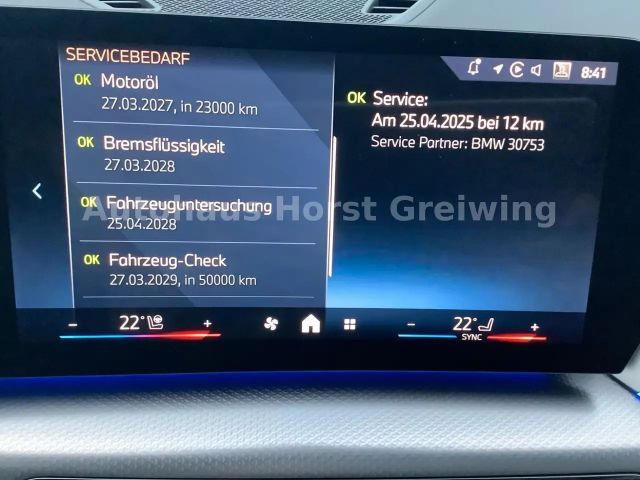 SERVICEBEDARF
8:41
OK Motoröl
27.03.2027, in 23000 km
OK Bremsflüssigkeit
27.03.2028
OK Fahrzeuguntersuchung
25.04.2028
OK Fahrzeug-Check
27.03.2029, in 50000 km
OK Service:
Am 25.04.2025 bei 12 km
Service Partner: BMW 30753
Autohaus Horst Greiwing
- 22° +
- 22° +
SYNC